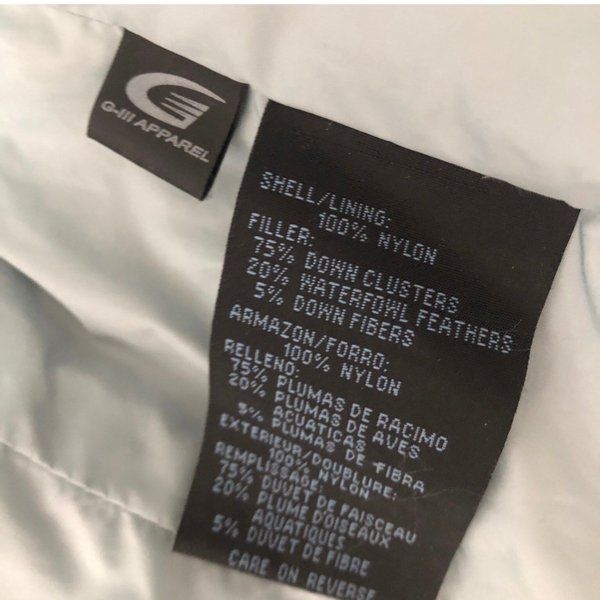 G-III APPAREL
SHELL/LINING:
100% NYLON
FILLER:
75% DOWN CLUSTERS
20% WATERFOWL FEATHERS
5% DOWN FIBERS
ARMAZON/FORRO:
100% NYLON
RELLENO:
75% PLUMAS DE RACIMO
20% PLUMAS DE AVES
ACUATICAS
5% PLUMAS DE FIBRA
EXTERIEUR/DOUBLURE:
100% NYLON
REMPLISSAGE:
75% DUVET DE FAISCEAU
20% PLUME D'OISEAUX
AQUATIQUES
5% DUVET DE FIBRE
CARE ON REVERSE